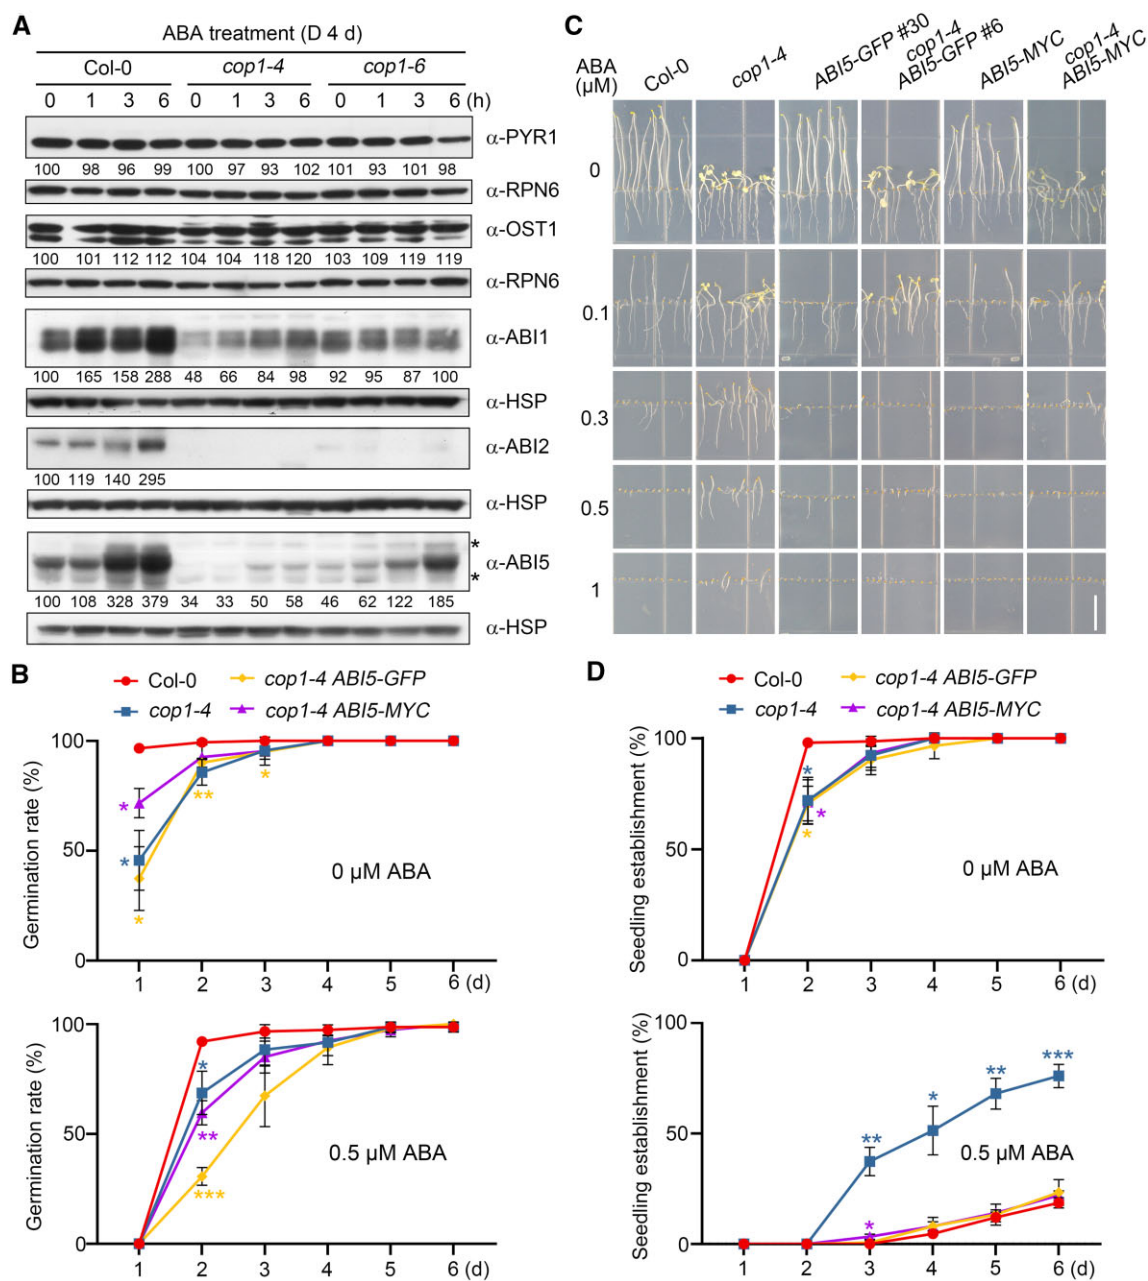 A
ABA treatment (D 4 d)
Col-0 cop1-4 cop1-6
0 1 3 6 0 1 3 6 0 1 3 6 (h)
α-PYR1
100 98 96 99 100 97 93 102 101 93 101 98
α-RPN6
α-OST1
100 101 112 112 104 104 118 120 103 109 119 119
α-RPN6
α-ABI1
100 165 158 288 48 66 84 98 92 95 87 100
α-HSP
α-ABI2
100 119 140 295
α-HSP
*
α-ABI5
*
100 108 328 379 34 33 50 58 46 62 122 185
α-HSP
C
ABA
(µM)
Col-0
cop1-4
ABI5-GFP #30
cop1-4
ABI5-GFP #6
ABI5-MYC
cop1-4
ABI5-MYC
0
0.1
0.3
0.5
1
B
Col-0 cop1-4 ABI5-GFP
cop1-4 cop1-4 ABI5-MYC
Germination rate (%)
100
50
0
* * * ** *
0 µM ABA
1 2 3 4 5 6 (d)
Germination rate (%)
100
50
0
* ** ***
0.5 µM ABA
1 2 3 4 5 6 (d)
D
Col-0 cop1-4 ABI5-GFP
cop1-4 cop1-4 ABI5-MYC
Seedling establishment (%)
100
50
0
* * *
0 µM ABA
1 2 3 4 5 6 (d)
Seedling establishment (%)
100
50
0
** * ** ***
*
0.5 µM ABA
1 2 3 4 5 6 (d)